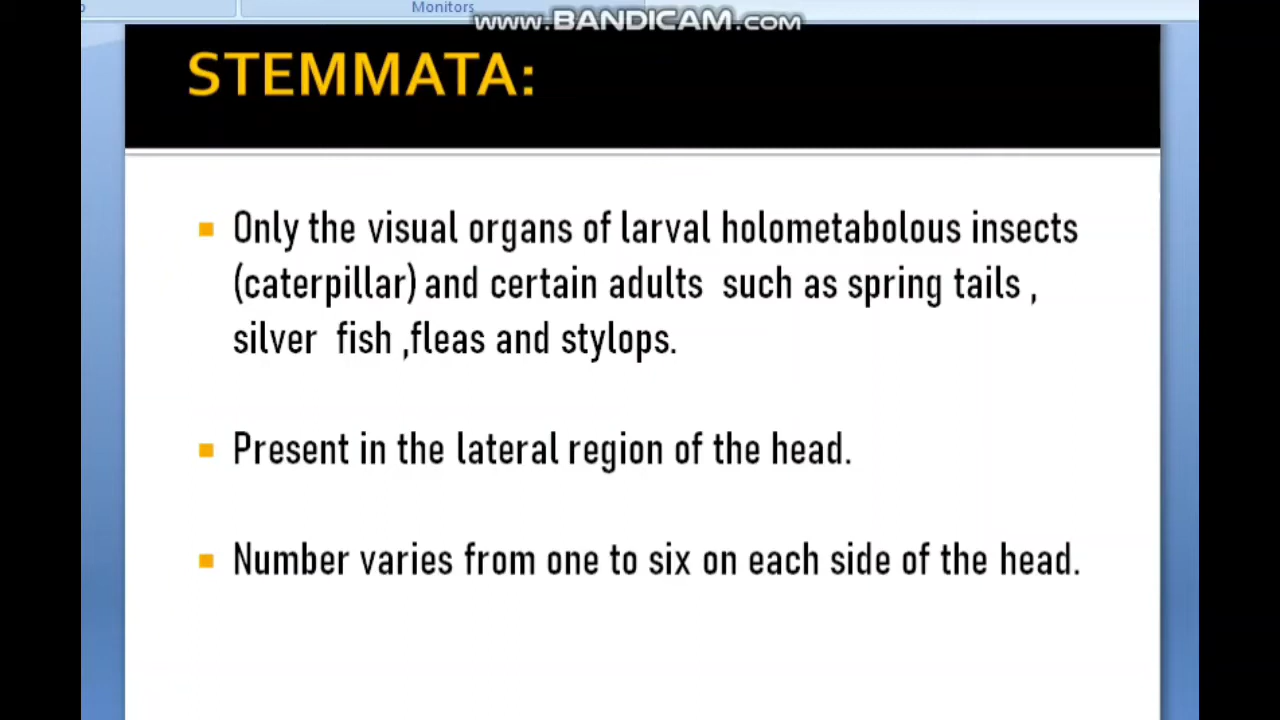 Monitors
www.BANDICAM.com
STEMMATA:
Only the visual organs of larval holometabolous insects
(caterpillar) and certain adults such as spring tails ,
silver fish ,fleas and stylops.
Present in the lateral region of the head.
Number varies from one to six on each side of the head.